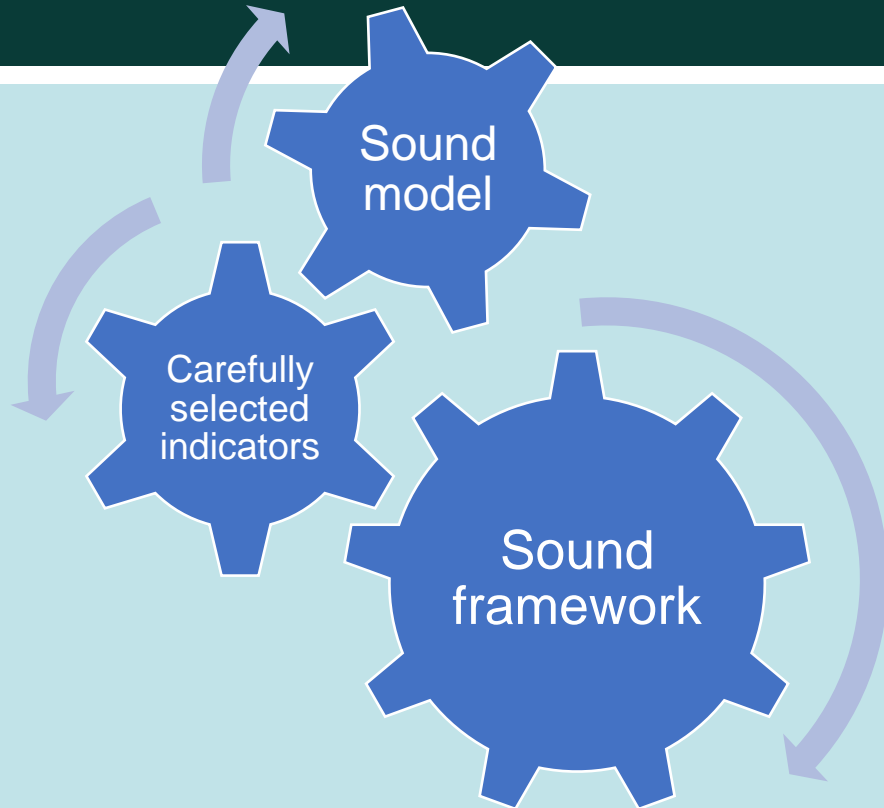 Sound
model
Carefully
selected
indicators
Sound
framework